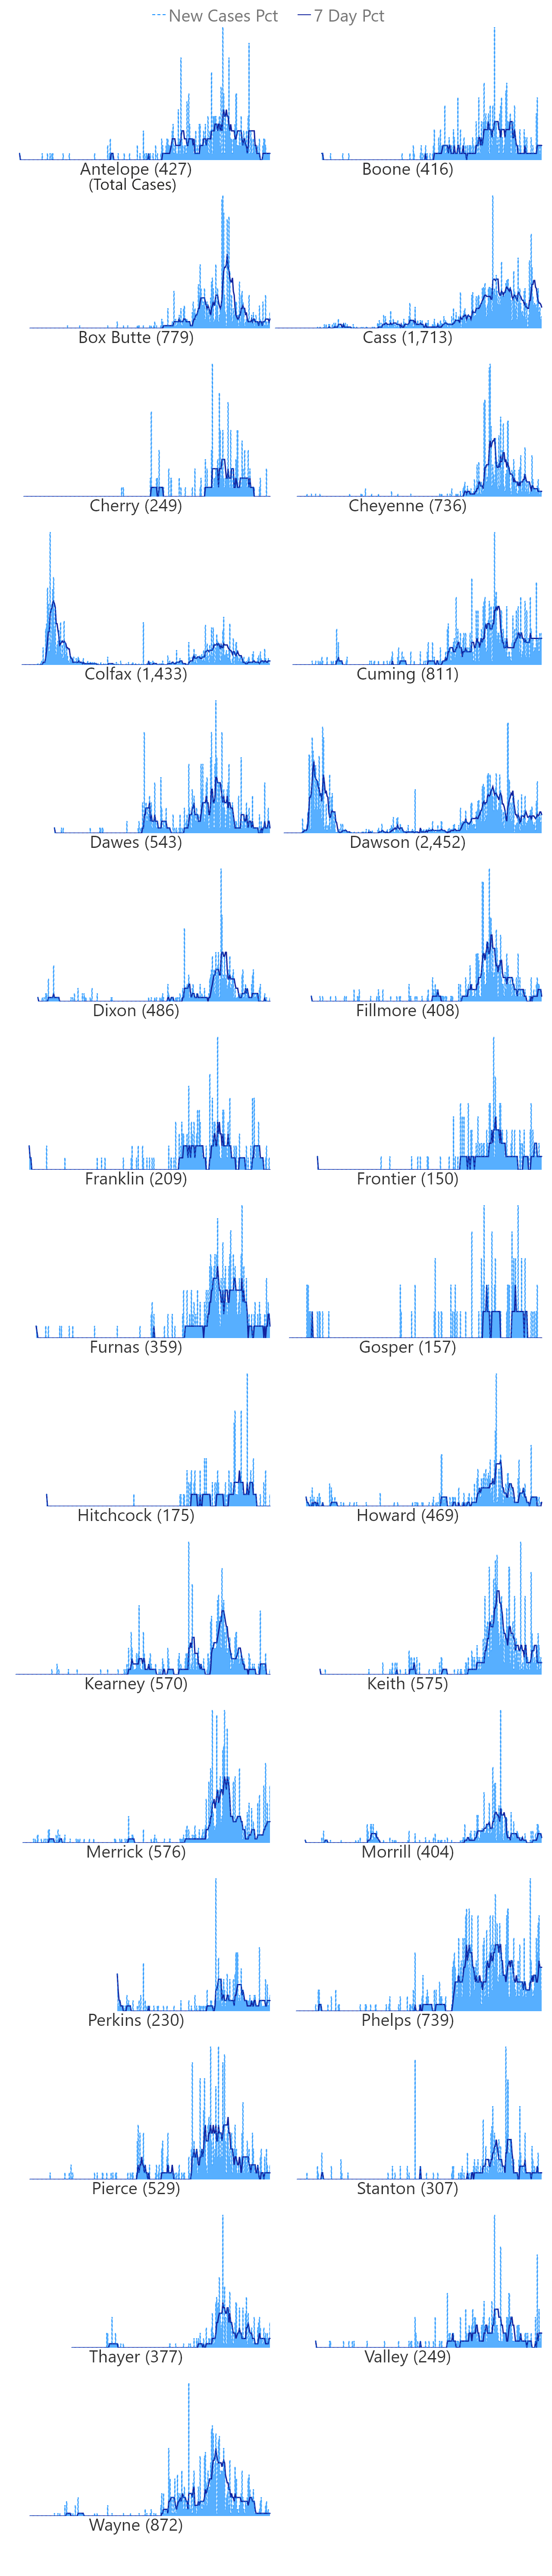 New Cases Pct 7 Day Pct
Antelope (427) Boone (416)
(Total Cases)
Box Butte (779) Cass (1,713)
Cherry (249) Cheyenne (736)
Colfax (1,433) Cuming (811)
Dawes (543) Dawson (2,452)
Dixon (486) Fillmore (408)
Franklin (209) Frontier (150)
Furnas (359) Gosper (157)
Hitchcock (175) Howard (469)
Kearney (570) Keith (575)
Merrick (576) Morrill (404)
Perkins (230) Phelps (739)
Pierce (529) Stanton (307)
Thayer (377) Valley (249)
Wayne (872)